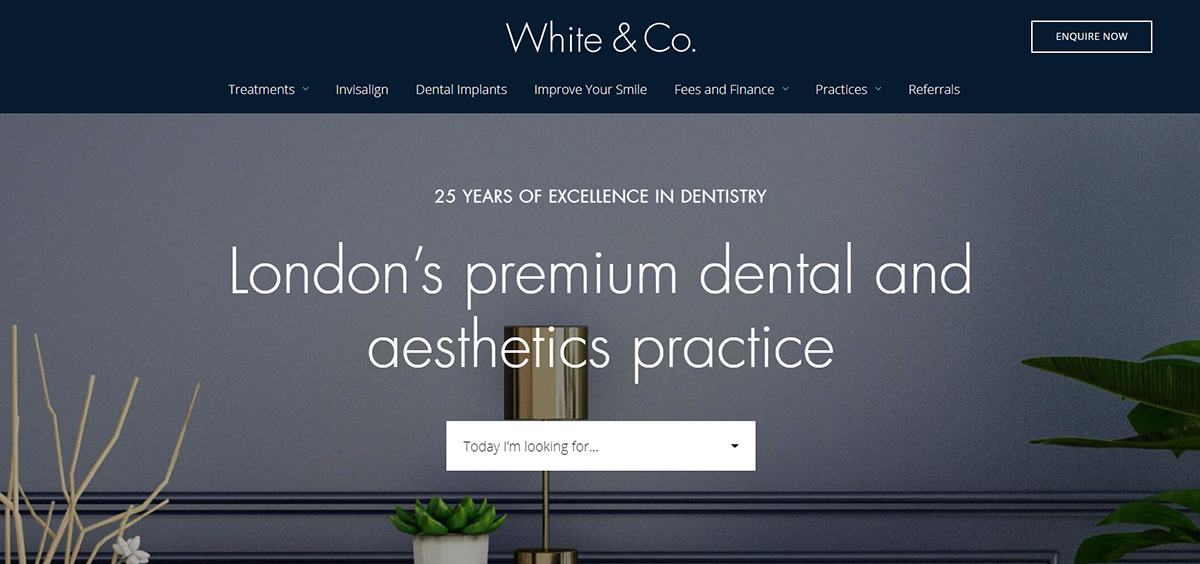 White & Co.
ENQUIRE NOW
Treatments Invisalign Dental Implants Improve Your Smile Fees and Finance Practices Referrals
25 YEARS OF EXCELLENCE IN DENTISTRY
London’s premium dental and
aesthetics practice
Today I’m looking for...